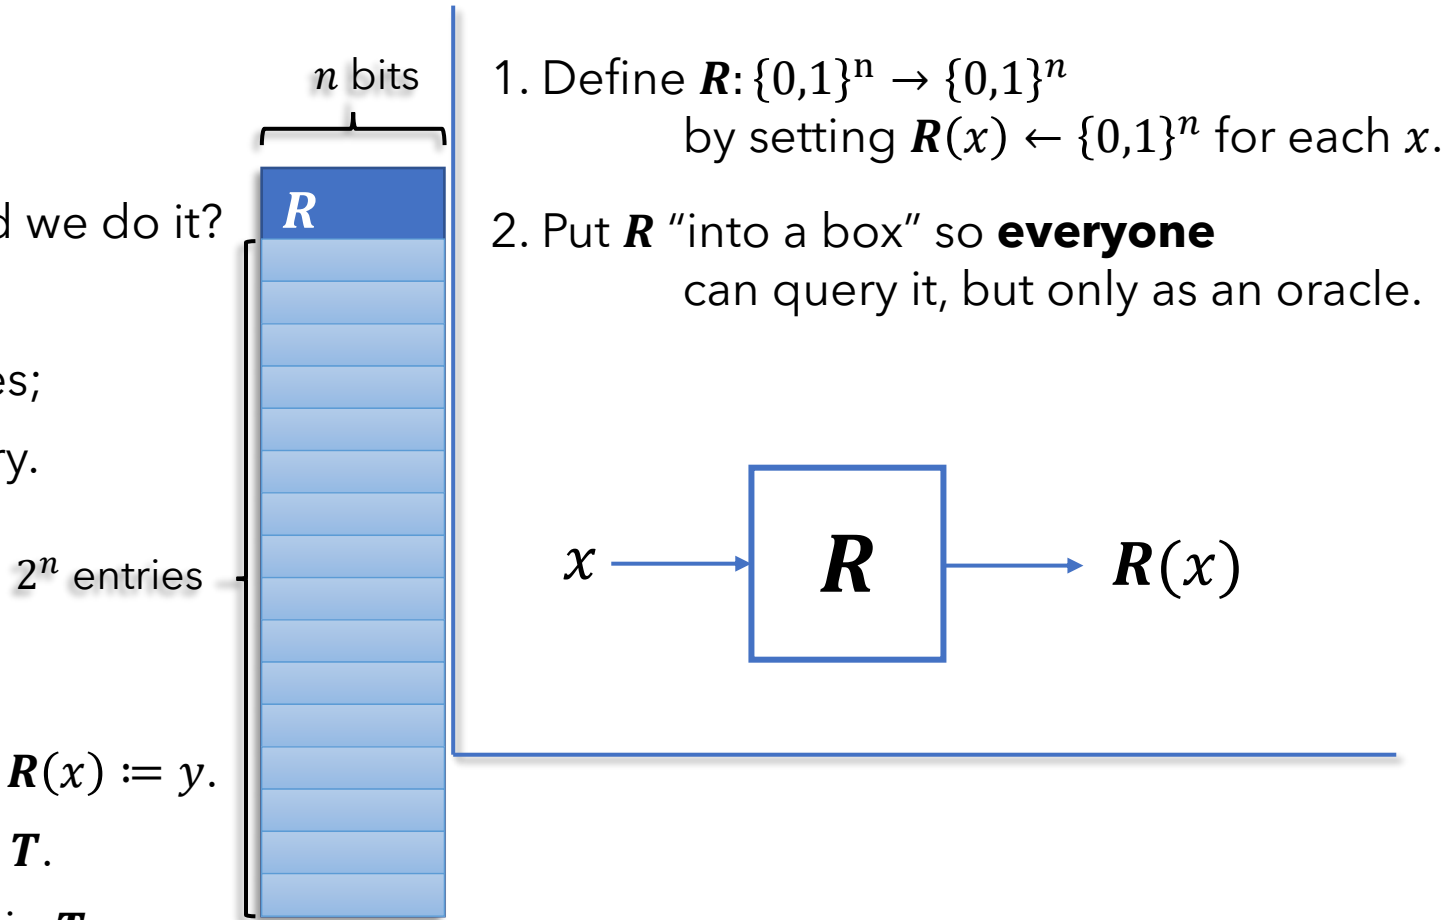 n bits
1. Define R: {0,1}ⁿ → {0,1}ⁿ
by setting R(x) ← {0,1}ⁿ for each x.
d we do it?
R
2. Put R “into a box” so everyone
can query it, but only as an oracle.
es;
ry.
2ⁿ entries
x
R
R(x)
R(x) ≔ y.
T.